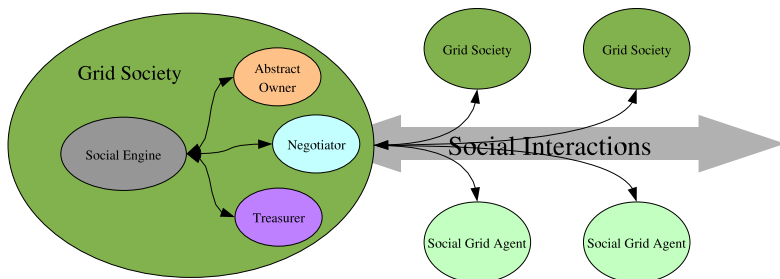 Grid Society
Abstract
Owner
Social Engine
Negotiator
Treasurer
Grid Society
Grid Society
Social Interactions
Social Grid Agent
Social Grid Agent